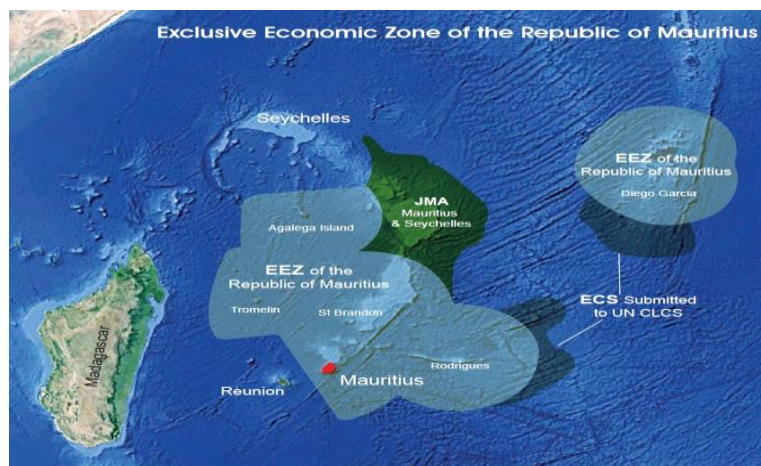 Exclusive Economic Zone of the Republic of Mauritius
Seychelles
EEZ of the
Republic of Mauritius
Diego Garcia
JMA
Mauritius
& Seychelles
Agalega Island
EEZ of the
Republic of Mauritius
Tromelin
St Brandon
ECS Submitted
to UN CLCS
Madagascar
Rodrigues
Mauritius
Réunion